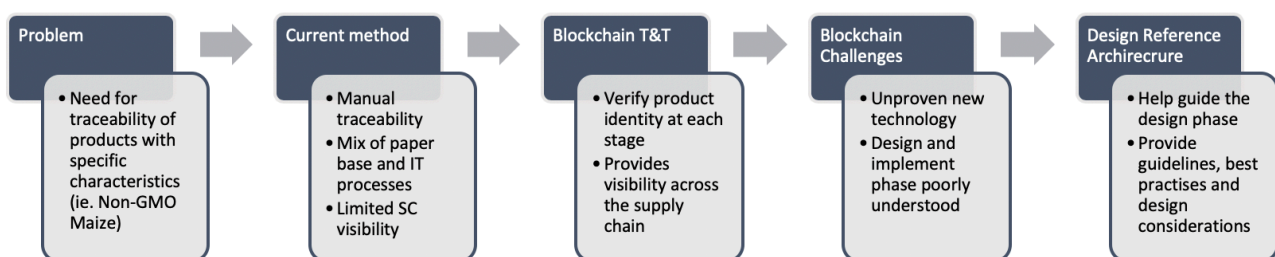 Problem
• Need for
traceability of
products with
specific
characteristics
(ie. Non-GMO
Maize)
Current method
• Manual
traceability
• Mix of paper
base and IT
processes
• Limited SC
visibility
Blockchain T&T
• Verify product
identity at each
stage
• Provides
visibility across
the supply
chain
Blockchain
Challenges
• Unproven new
technology
• Design and
implement
phase poorly
understood
Design Reference
Archirecrure
• Help guide the
design phase
• Provide
guidelines, best
practises and
design
considerations